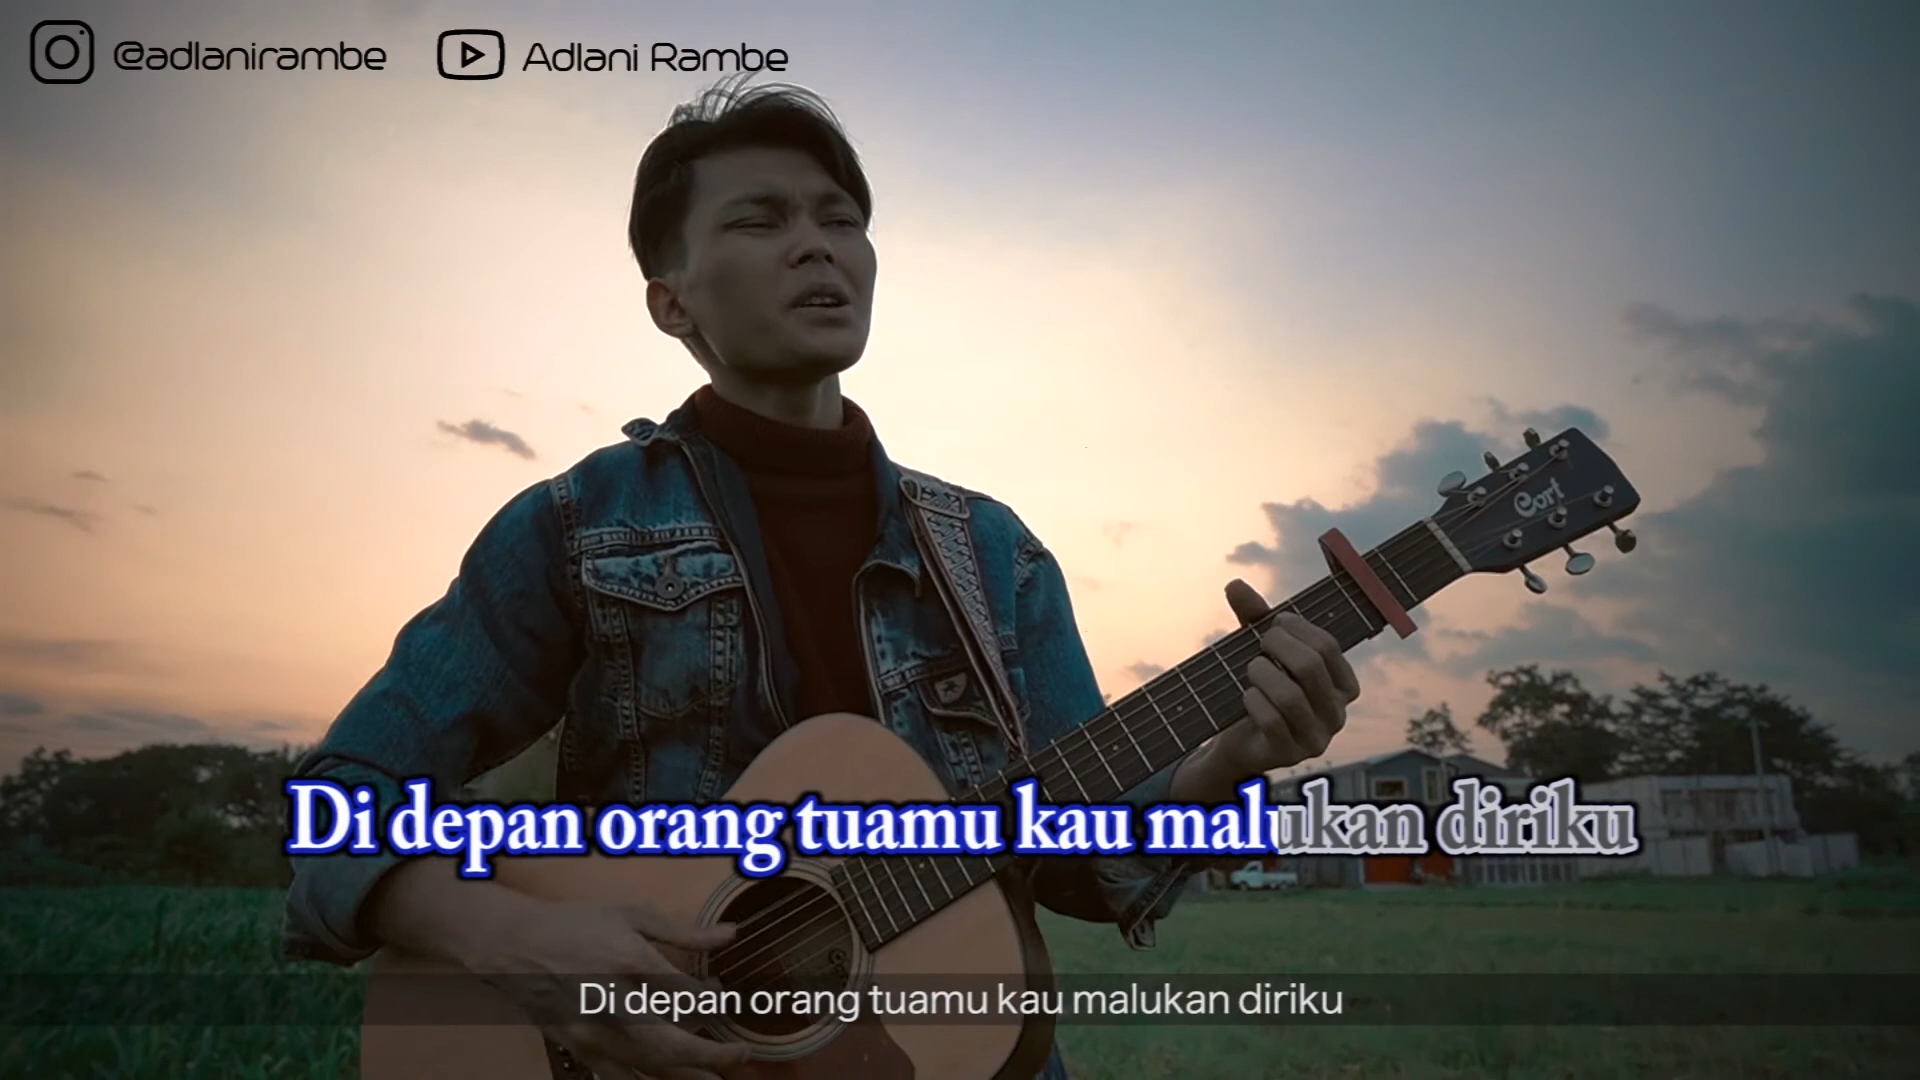 @adlanirambe Adlani Rambe
Cort
Di depan orang tuamu kau malukan diriku
Di depan orang tuamu kau malukan diriku